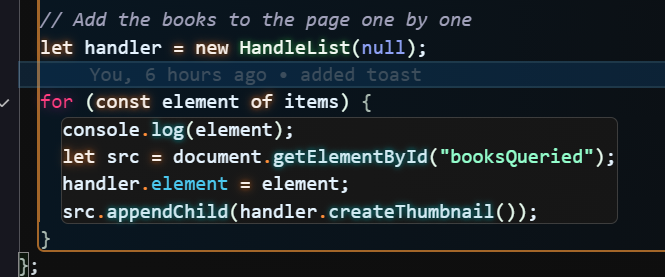 // Add the books to the page one by one
let handler = new HandleList(null);
You, 6 hours ago • added toast
for (const element of items) {
console.log(element);
let src = document.getElementById("booksQueried");
handler.element = element;
src.appendChild(handler.createThumbnail());
}
};